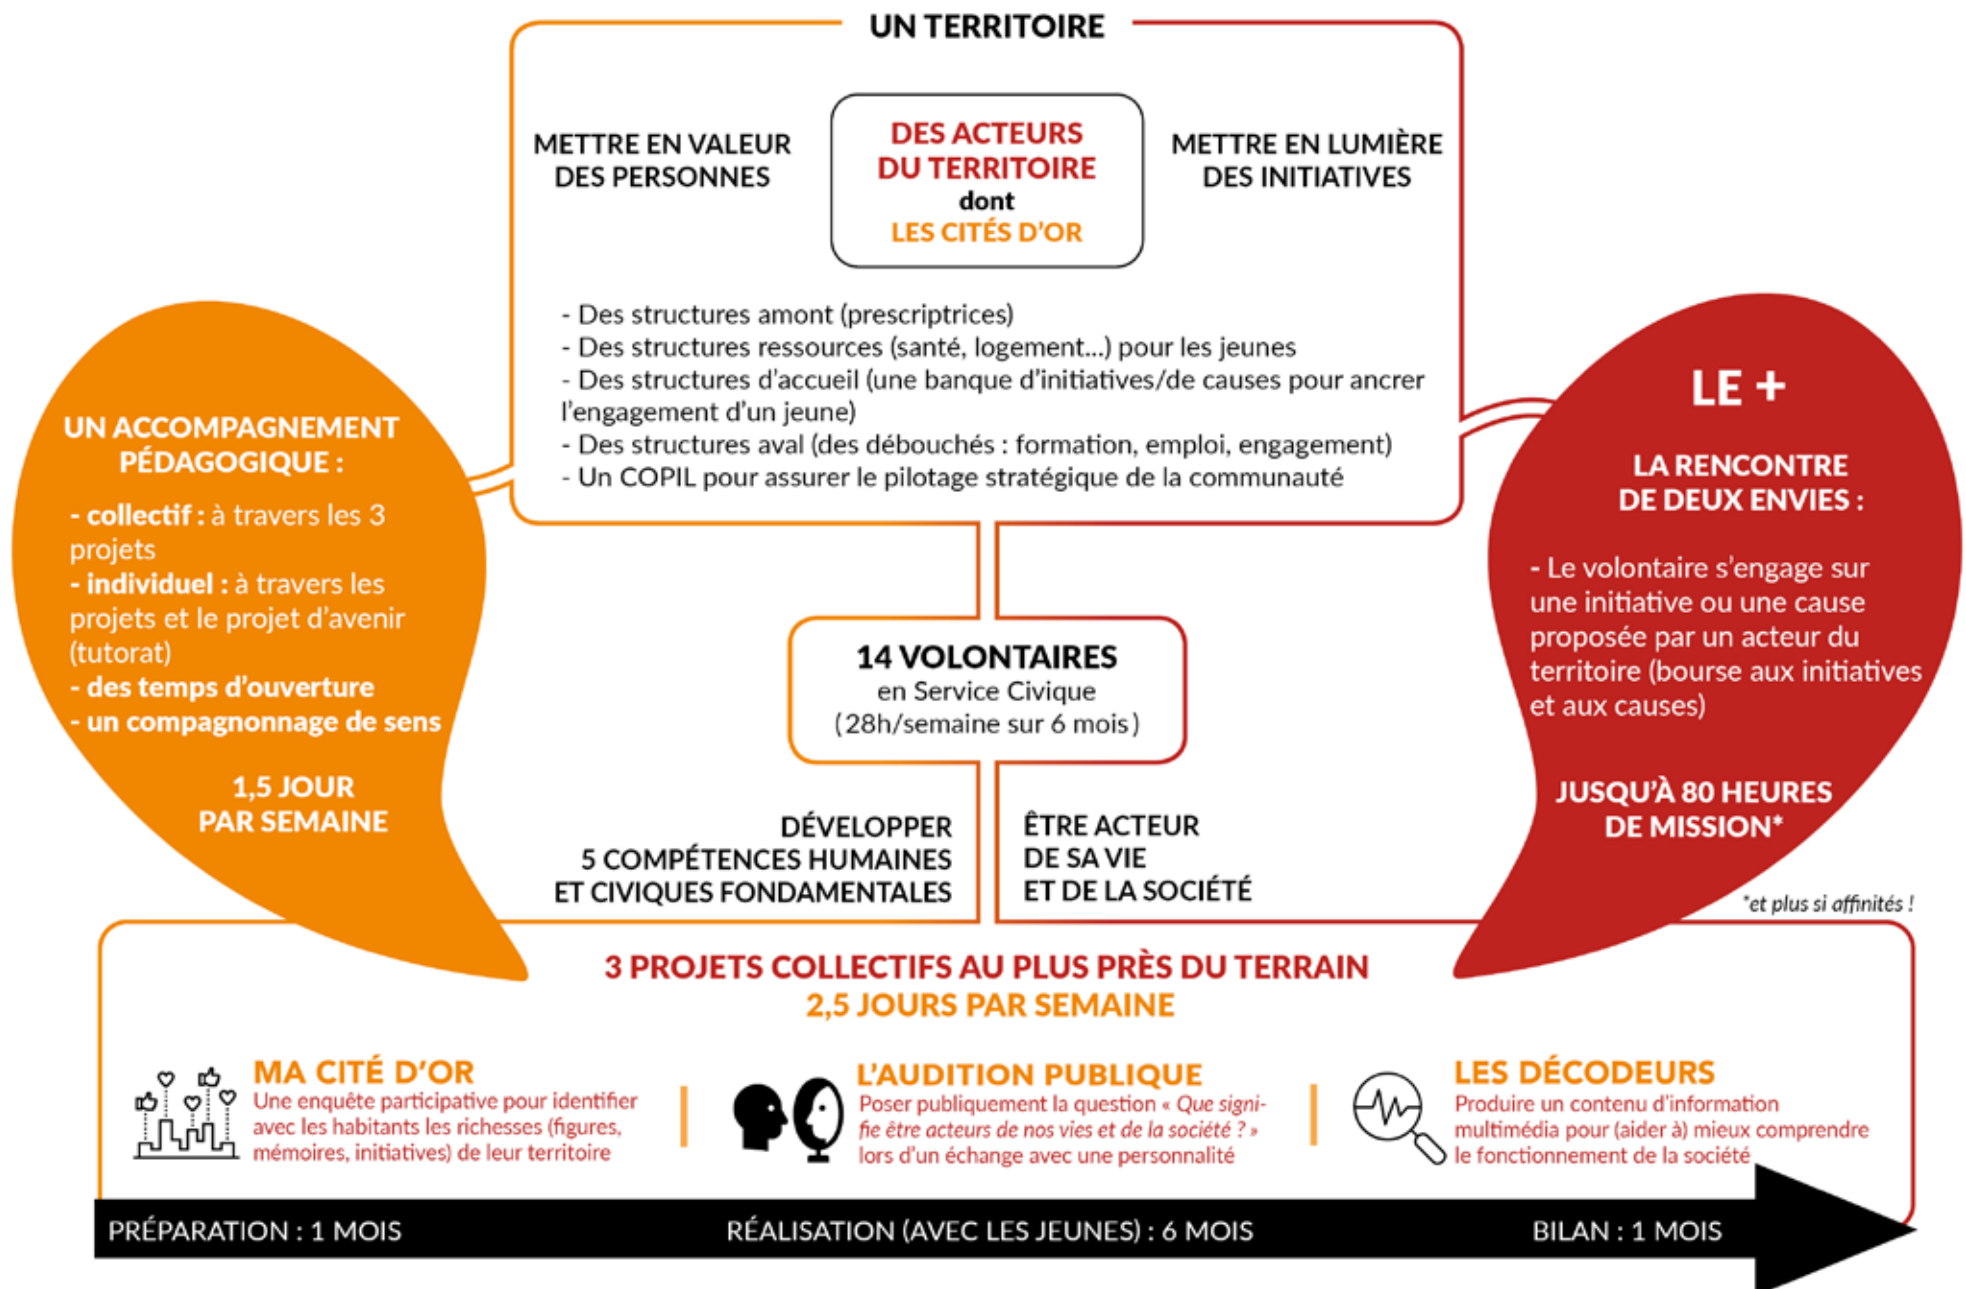 UN TERRITOIRE
METTRE EN VALEUR
DES PERSONNES
DES ACTEURS
DU TERRITOIRE
dont
LES CITÉS D'OR
METTRE EN LUMIÈRE
DES INITIATIVES
- Des structures amont (prescriptrices)
- Des structures ressources (santé, logement...) pour les jeunes
- Des structures d'accueil (une banque d'initiatives/de causes pour ancrer
l'engagement d'un jeune)
- Des structures aval (des débouchés : formation, emploi, engagement)
- Un COPIL pour assurer le pilotage stratégique de la communauté
UN ACCOMPAGNEMENT
PÉDAGOGIQUE :
- collectif : à travers les 3
projets
- individuel : à travers les
projets et le projet d'avenir
(tutorat)
- des temps d'ouverture
- un compagnonnage de sens
1,5 JOUR
PAR SEMAINE
LE +
LA RENCONTRE
DE DEUX ENVIES :
- Le volontaire s'engage sur
une initiative ou une cause
proposée par un acteur du
territoire (bourse aux initiatives
et aux causes)
JUSQU'À 80 HEURES
DE MISSION*
*et plus si affinités !
14 VOLONTAIRES
en Service Civique
(28h/semaine sur 6 mois)
DÉVELOPPER
5 COMPÉTENCES HUMAINES
ET CIVIQUES FONDAMENTALES
ÊTRE ACTEUR
DE SA VIE
ET DE LA SOCIÉTÉ
3 PROJETS COLLECTIFS AU PLUS PRÈS DU TERRAIN
2,5 JOURS PAR SEMAINE
MA CITÉ D'OR
Une enquête participative pour identifier
avec les habitants les richesses (figures,
mémoires, initiatives) de leur territoire
L'AUDITION PUBLIQUE
Poser publiquement la question « Que signi-
fie être acteurs de nos vies et de la société ? »
lors d'un échange avec une personnalité
LES DÉCODEURS
Produire un contenu d'information
multimédia pour (aider à) mieux comprendre
le fonctionnement de la société
PRÉPARATION : 1 MOIS
RÉALISATION (AVEC LES JEUNES) : 6 MOIS
BILAN : 1 MOIS